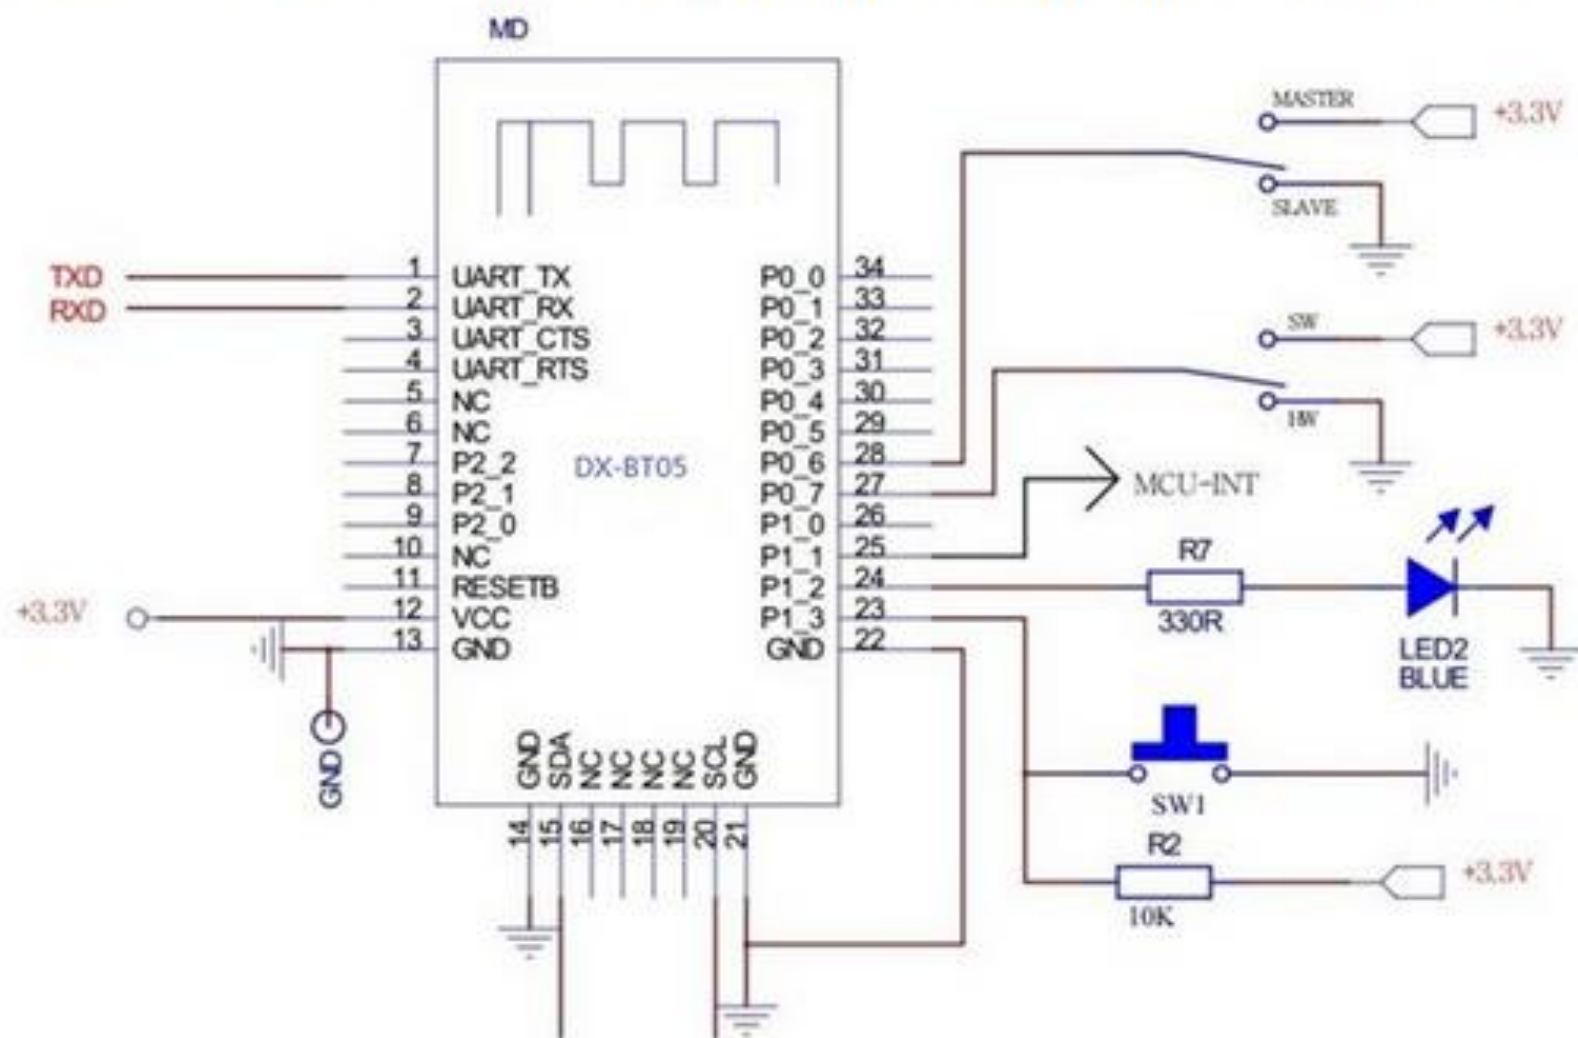 MD
MASTER
+3.3V
SLAVE
TXD
1
UART_TX
P0_0
34
RXD
2
UART_RX
P0_1
33
3
UART_CTS
P0_2
32
SW
+3.3V
4
UART_RTS
P0_3
31
5
NC
P0_4
30
6
NC
P0_5
29
7
P2_2
DX-BT05
P0_6
28
8
P2_1
P0_7
27
MCU-INT
9
P2_0
P1_0
26
10
NC
P1_1
25
R7
11
RESETB
P1_2
24
330R
+3.3V
12
VCC
P1_3
23
13
GND
GND
22
LED2
BLUE
GND
GND
SDA
NC
NC
NC
NC
SCL
GND
14
15
16
17
18
19
20
21
SW1
R2
+3.3V
10K